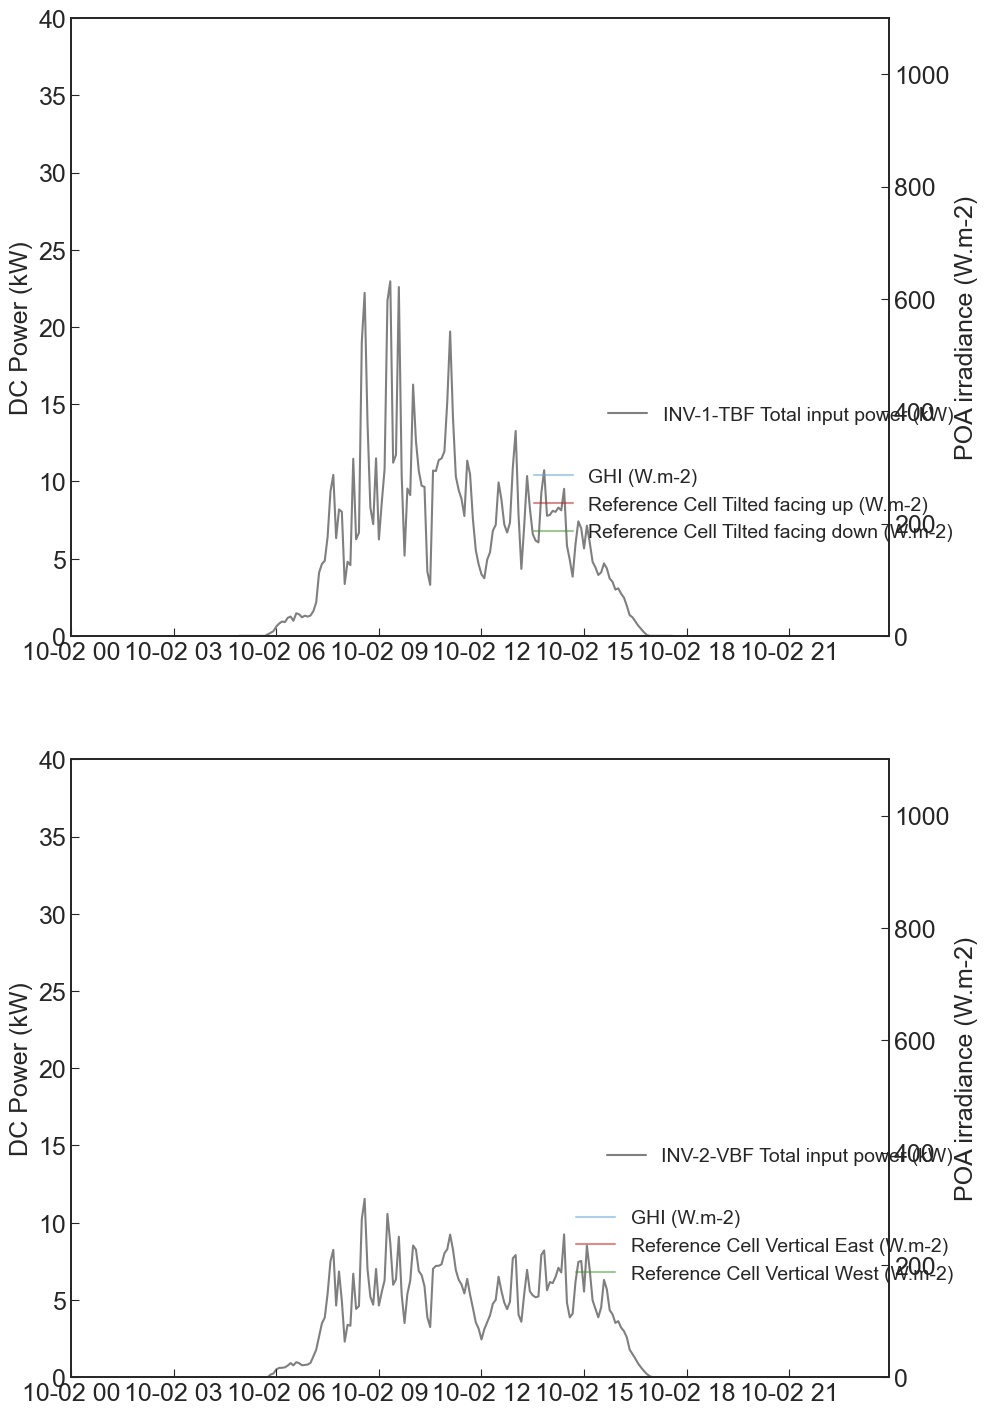 40
35
30
25
20
15
10
5
0
DC Power (kW)
1000
800
600
400
200
0
POA irradiance (W.m-2)
INV-1-TBF Total input power (kW)
GHI (W.m-2)
Reference Cell Tilted facing up (W.m-2)
Reference Cell Tilted facing down (W.m-2)
10-02 00 10-02 03 10-02 06 10-02 09 10-02 12 10-02 15 10-02 18 10-02 21
40
35
30
25
20
15
10
5
0
DC Power (kW)
1000
800
600
400
200
0
POA irradiance (W.m-2)
INV-2-VBF Total input power (kW)
GHI (W.m-2)
Reference Cell Vertical East (W.m-2)
Reference Cell Vertical West (W.m-2)
10-02 00 10-02 03 10-02 06 10-02 09 10-02 12 10-02 15 10-02 18 10-02 21